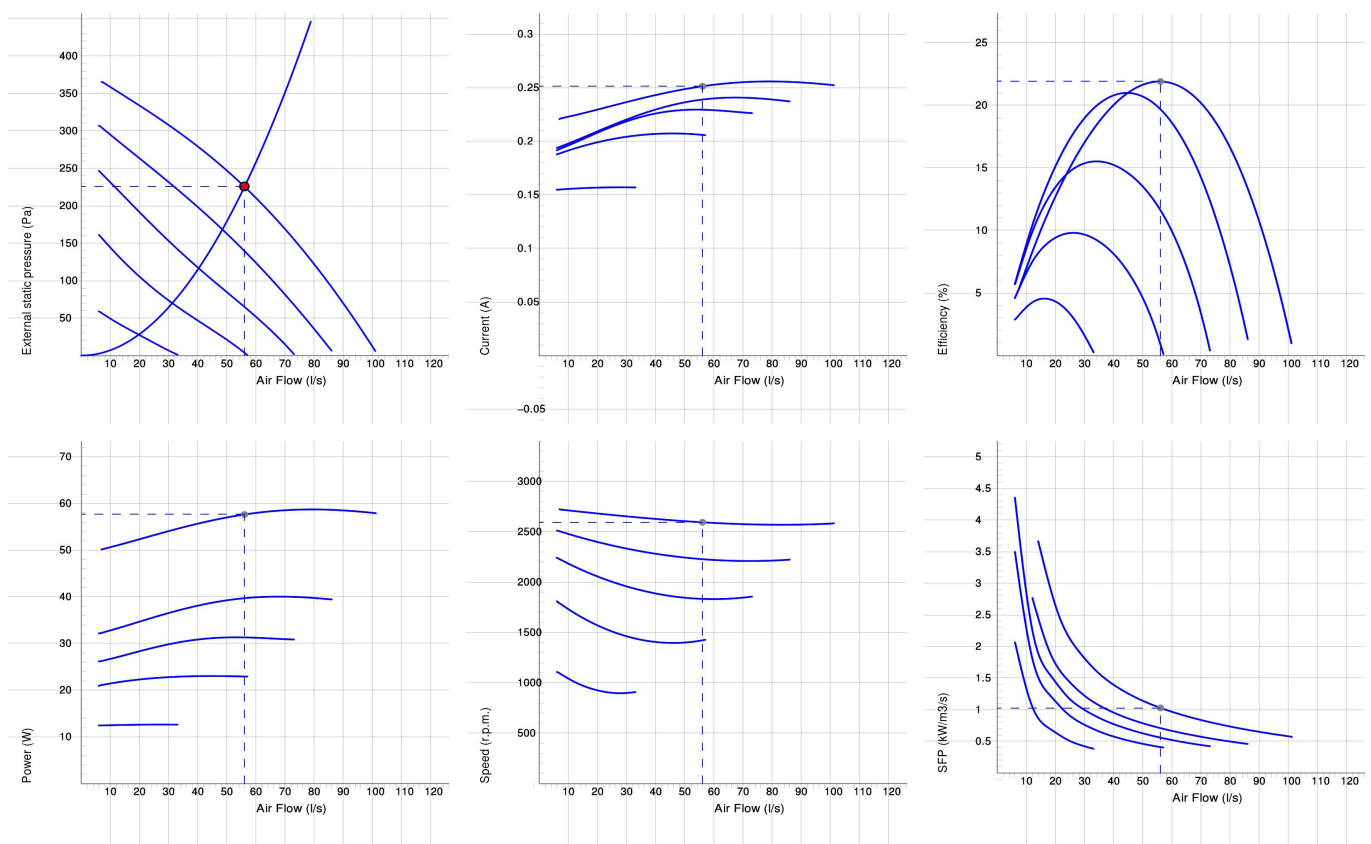 External static pressure (Pa)
400
350
300
250
200
150
100
50
10 20 30 40 50 60 70 80 90 100 110 120
Air Flow (l/s)
Current (A)
0.3
0.25
0.2
0.15
0.1
0.05
−0.05
10 20 30 40 50 60 70 80 90 100 110 120
Air Flow (l/s)
Efficiency (%)
25
20
15
10
5
10 20 30 40 50 60 70 80 90 100 110 120
Air Flow (l/s)
Power (W)
70
60
50
40
30
20
10
10 20 30 40 50 60 70 80 90 100 110 120
Air Flow (l/s)
Speed (r.p.m.)
3000
2500
2000
1500
1000
500
10 20 30 40 50 60 70 80 90 100 110 120
Air Flow (l/s)
SFP (kW/m3/s)
5
4.5
4
3.5
3
2.5
2
1.5
1
0.5
10 20 30 40 50 60 70 80 90 100 110 120
Air Flow (l/s)